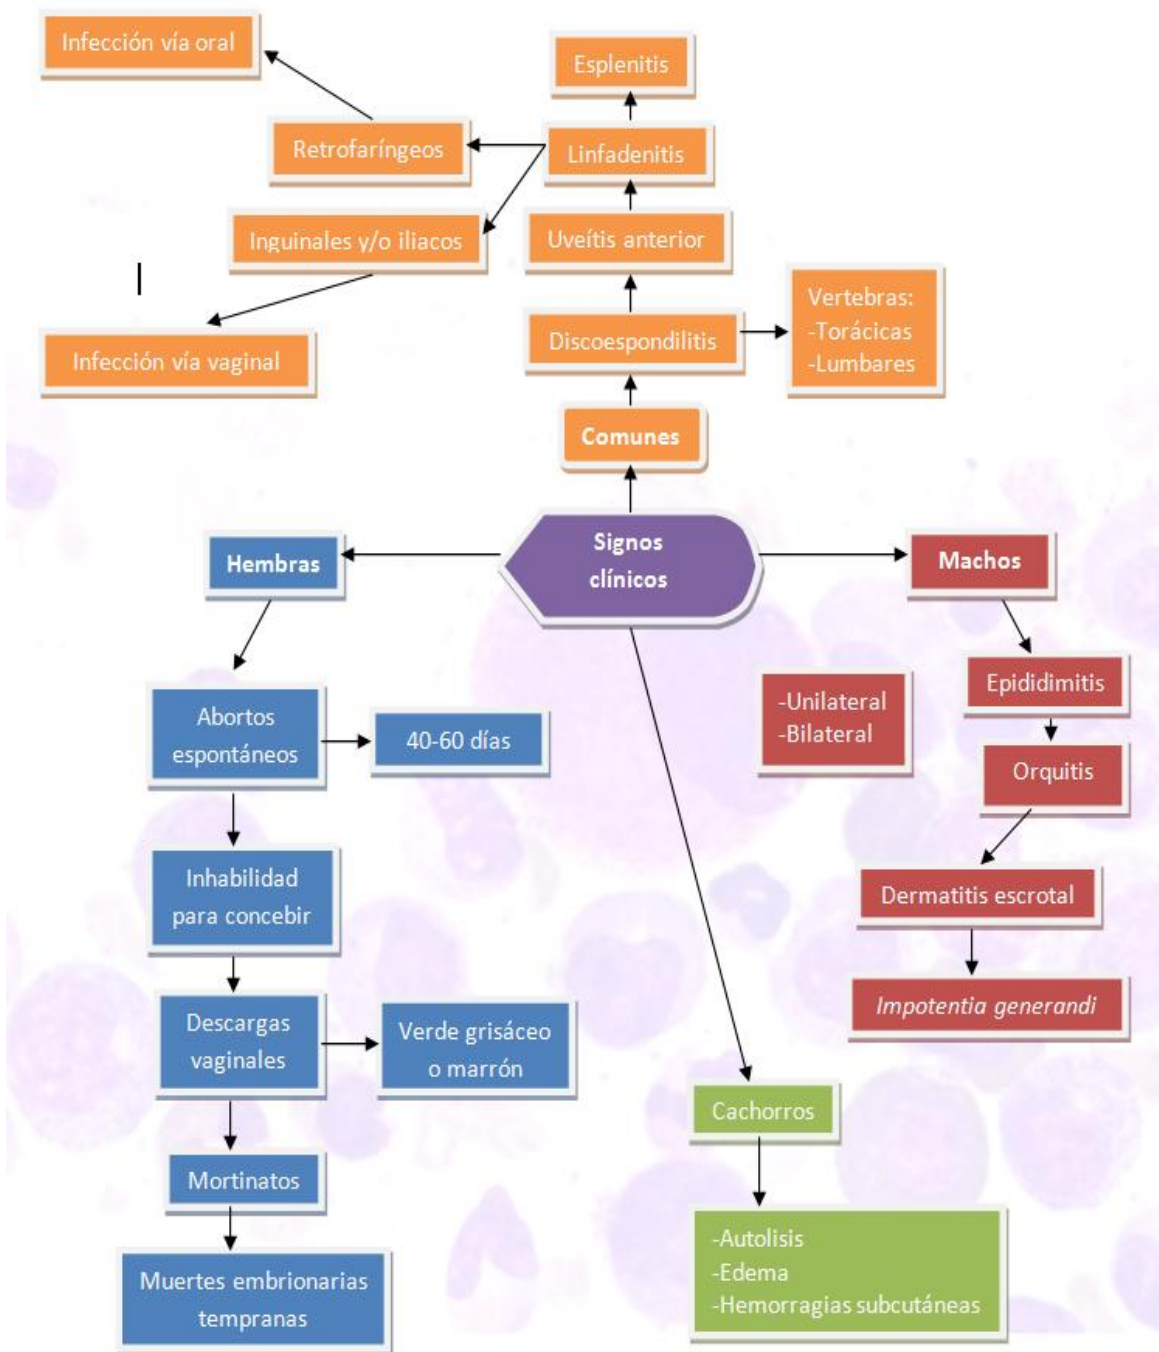 Infección vía oral
Esplenitis
Retrofaríngeos
Linfadenitis
Inguinales y/o iliacos
Uveítis anterior
Infección vía vaginal
Discoespondilitis
Vertebras:
-Torácicas
-Lumbares
Comunes
Signos
clínicos
Hembras
Machos
Abortos
espontáneos
40-60 días
-Unilateral
-Bilateral
Epididimitis
Orquitis
Inhabilidad
para concebir
Dermatitis escrotal
Impotentia generandi
Descargas
vaginales
Verde grisáceo
o marrón
Cachorros
Mortinatos
-Autolisis
-Edema
-Hemorragias subcutáneas
Muertes embrionarias
tempranas